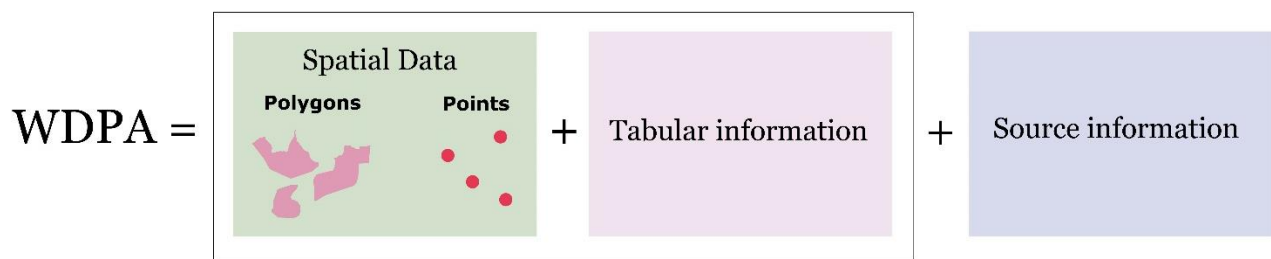 WDPA =
Spatial Data
Polygons
Points
+
Tabular information
+
Source information